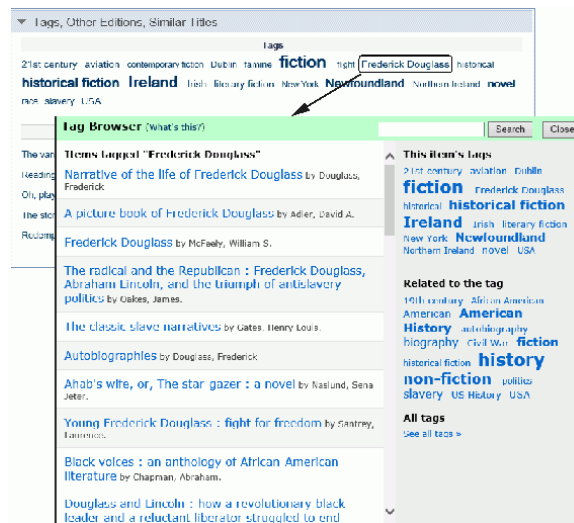 Tags, Other Editions, Similar Titles
Tags
21st century aviation contemporary fiction Dublin famine fiction fight Frederick Douglass historical
historical fiction Ireland Irish literary fiction New York Newfoundland Northern Ireland novel
race slavery USA
Tag Browser (What's this?)
Search
Close
The var
Reading
Oh, play
The stor
Redemp
Items tagged "Frederick Douglass"
Narrative of the life of Frederick Douglass by Douglass,
Frederick
A picture book of Frederick Douglass by Adler, David A.
Frederick Douglass by McFeely, William S.
The radical and the Republican : Frederick Douglass,
Abraham Lincoln, and the triumph of antislavery
politics by Oakes, James.
The classic slave narratives by Gates, Henry Louis.
Autobiographies by Douglass, Frederick
Ahab's wife, or, The star gazer : a novel by Naslund, Sena
Jeter.
Young Frederick Douglass : fight for freedom by Santrey,
Laurence.
Black voices : an anthology of African American
literature by Chapman, Abraham.
Douglass and Lincoln : how a revolutionary black
leader and a reluctant liberator struggled to end
This item's tags
21st century aviation Dublin
fiction Frederick Douglass
historical historical fiction
Ireland Irish literary fiction
New York Newfoundland
Northern Ireland novel USA
Related to the tag
19th century African American
American American
History autobiography
biography Civil War fiction
historical fiction history
non-fiction politics
slavery US History USA
All tags
See all tags »